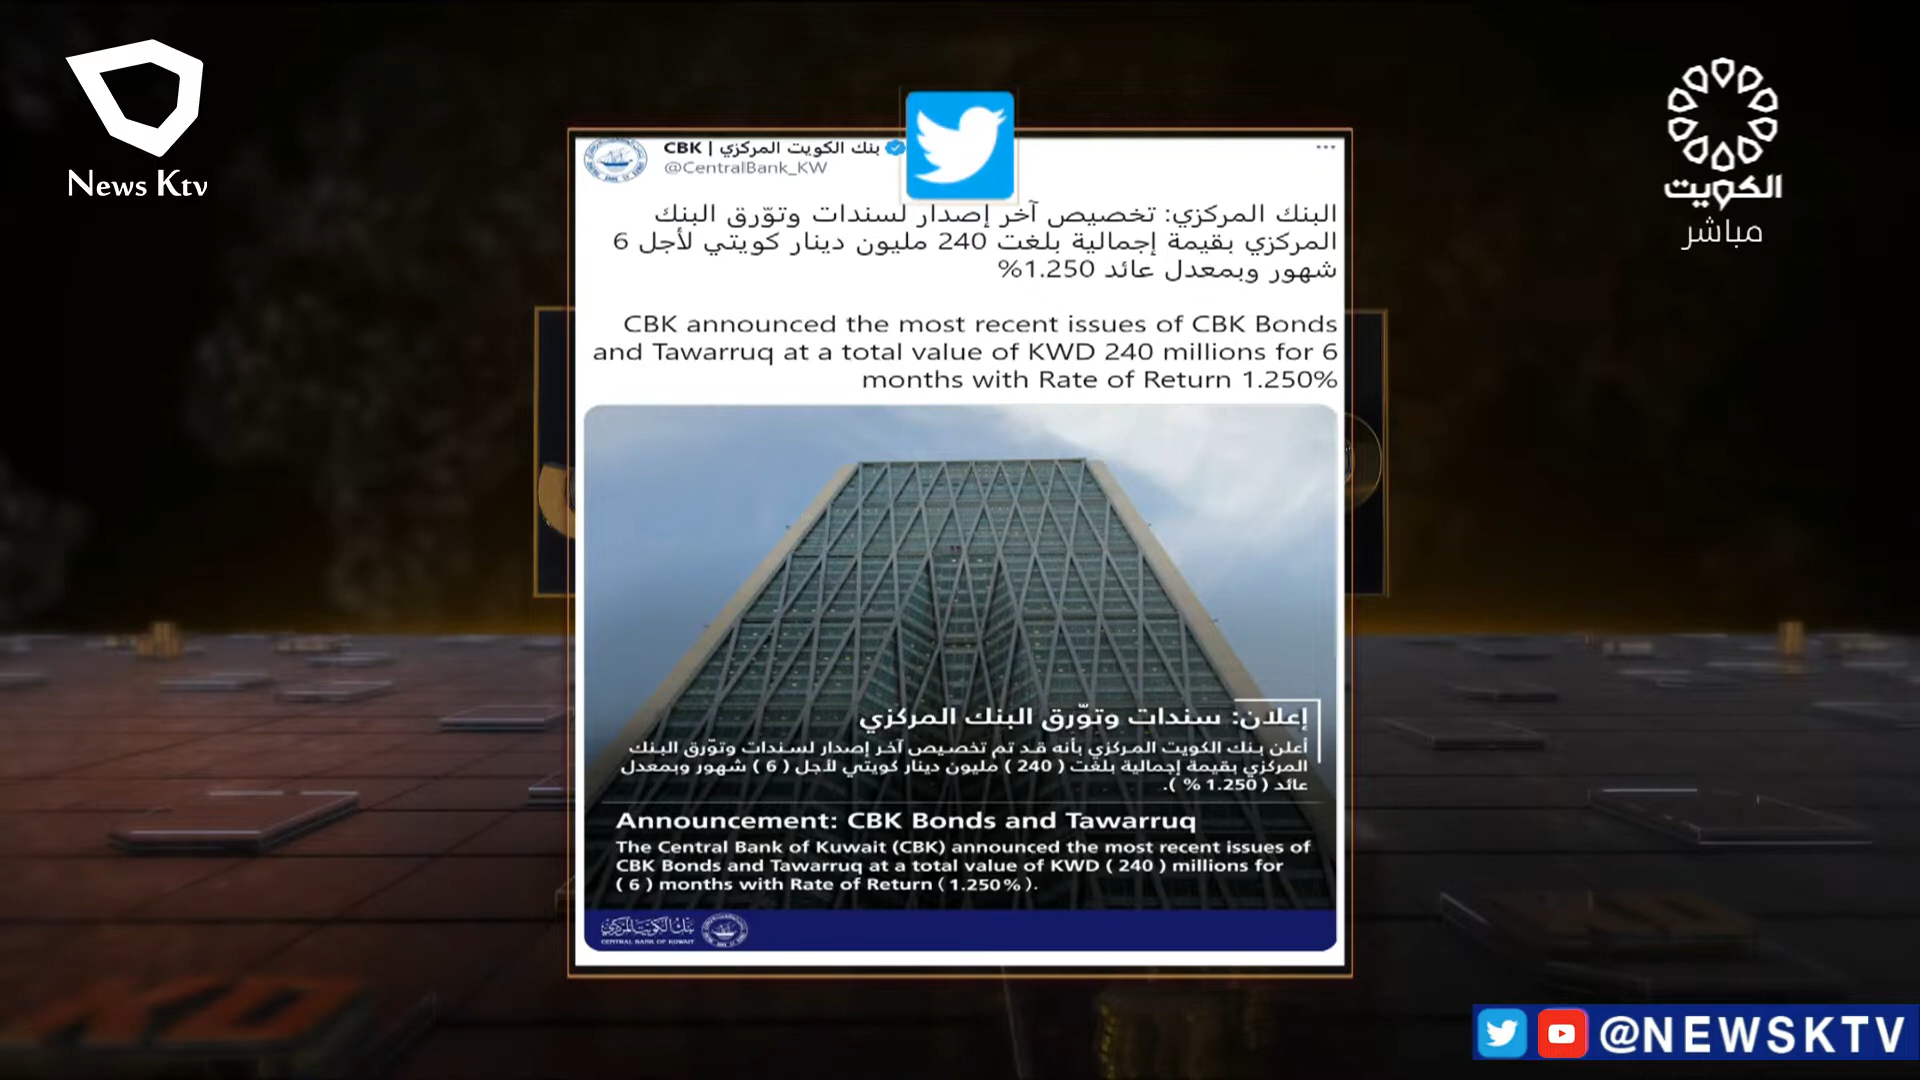 News Ktv
الكويت
مباشر
CBK | بنك الكويت المركزي
@CentralBank_KW
البنك المركزي: تخصيص آخر إصدار لسندات وتوّرق البنك
المركزي بقيمة إجمالية بلغت 240 مليون دينار كويتي لأجل 6
شهور وبمعدل عائد 1.250%
CBK announced the most recent issues of CBK Bonds
and Tawarruq at a total value of KWD 240 millions for 6
months with Rate of Return 1.250%
إعلان: سندات وتوّرق البنك المركزي
أعلن بنك الكويت المركزي بأنه قد تم تخصيص آخر إصدار لسندات وتوّرق البنك
المركزي بقيمة إجمالية بلغت ( 240 ) مليون دينار كويتي لأجل ( 6 ) شهور وبمعدل
عائد ( 1.250 % ).
Announcement: CBK Bonds and Tawarruq
The Central Bank of Kuwait (CBK) announced the most recent issues of
CBK Bonds and Tawarruq at a total value of KWD ( 240 ) millions for
( 6 ) months with Rate of Return ( 1.250% ).
بنك الكويت المركزي
CENTRAL BANK OF KUWAIT
KD
@NEWSKTV